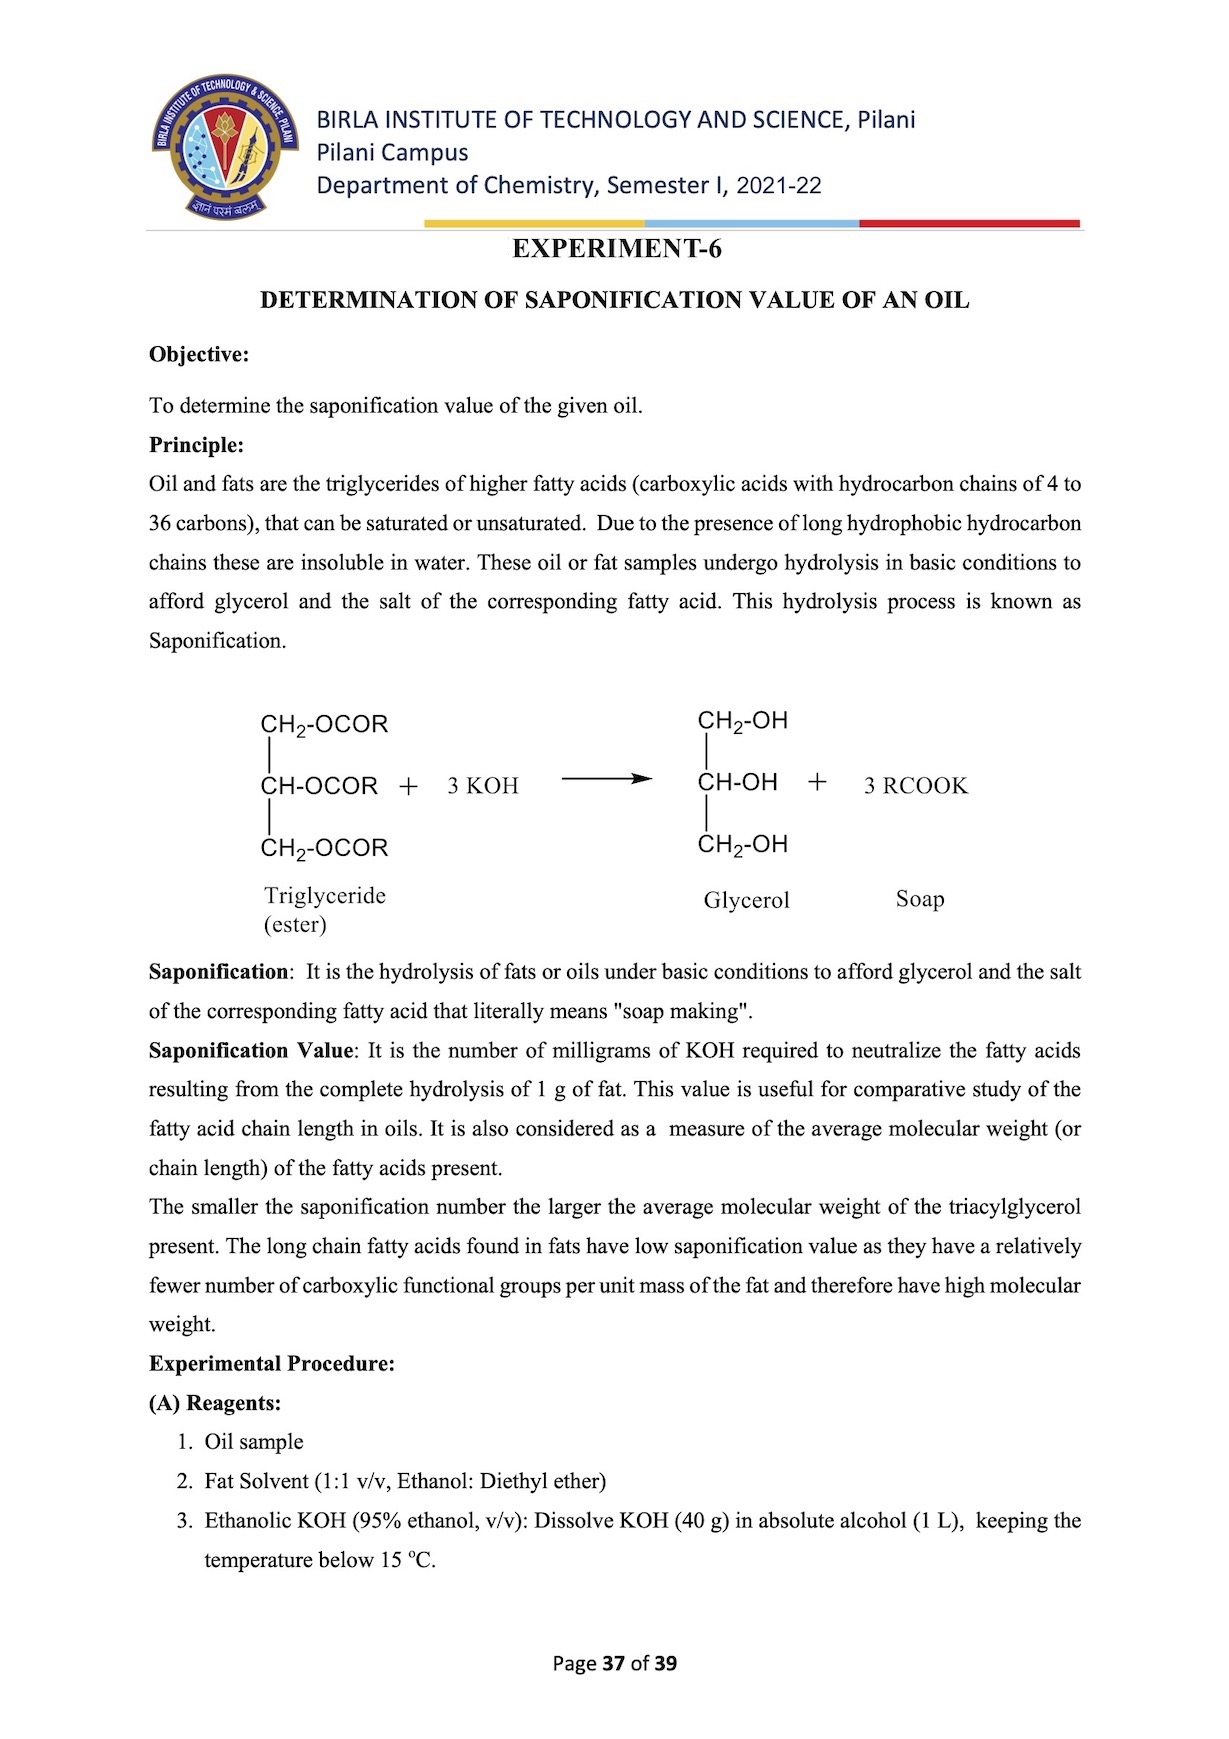 BIRLA INSTITUTE OF TECHNOLOGY & SCIENCE, PILANI
ज्ञानं परमं बलम्
BIRLA INSTITUTE OF TECHNOLOGY AND SCIENCE, Pilani
Pilani Campus
Department of Chemistry, Semester I, 2021-22
EXPERIMENT-6
DETERMINATION OF SAPONIFICATION VALUE OF AN OIL
Objective:
To determine the saponification value of the given oil.
Principle:
Oil and fats are the triglycerides of higher fatty acids (carboxylic acids with hydrocarbon chains of 4 to
36 carbons), that can be saturated or unsaturated. Due to the presence of long hydrophobic hydrocarbon
chains these are insoluble in water. These oil or fat samples undergo hydrolysis in basic conditions to
afford glycerol and the salt of the corresponding fatty acid. This hydrolysis process is known as
Saponification.
CH₂-OCOR CH₂-OH
CH-OCOR + 3 KOH ⟶ CH-OH + 3 RCOOK
CH₂-OCOR CH₂-OH
Triglyceride Glycerol Soap
(ester)
Saponification: It is the hydrolysis of fats or oils under basic conditions to afford glycerol and the salt
of the corresponding fatty acid that literally means "soap making".
Saponification Value: It is the number of milligrams of KOH required to neutralize the fatty acids
resulting from the complete hydrolysis of 1 g of fat. This value is useful for comparative study of the
fatty acid chain length in oils. It is also considered as a measure of the average molecular weight (or
chain length) of the fatty acids present.
The smaller the saponification number the larger the average molecular weight of the triacylglycerol
present. The long chain fatty acids found in fats have low saponification value as they have a relatively
fewer number of carboxylic functional groups per unit mass of the fat and therefore have high molecular
weight.
Experimental Procedure:
(A) Reagents:
1. Oil sample
2. Fat Solvent (1:1 v/v, Ethanol: Diethyl ether)
3. Ethanolic KOH (95% ethanol, v/v): Dissolve KOH (40 g) in absolute alcohol (1 L), keeping the
temperature below 15 ºC.
Page 37 of 39